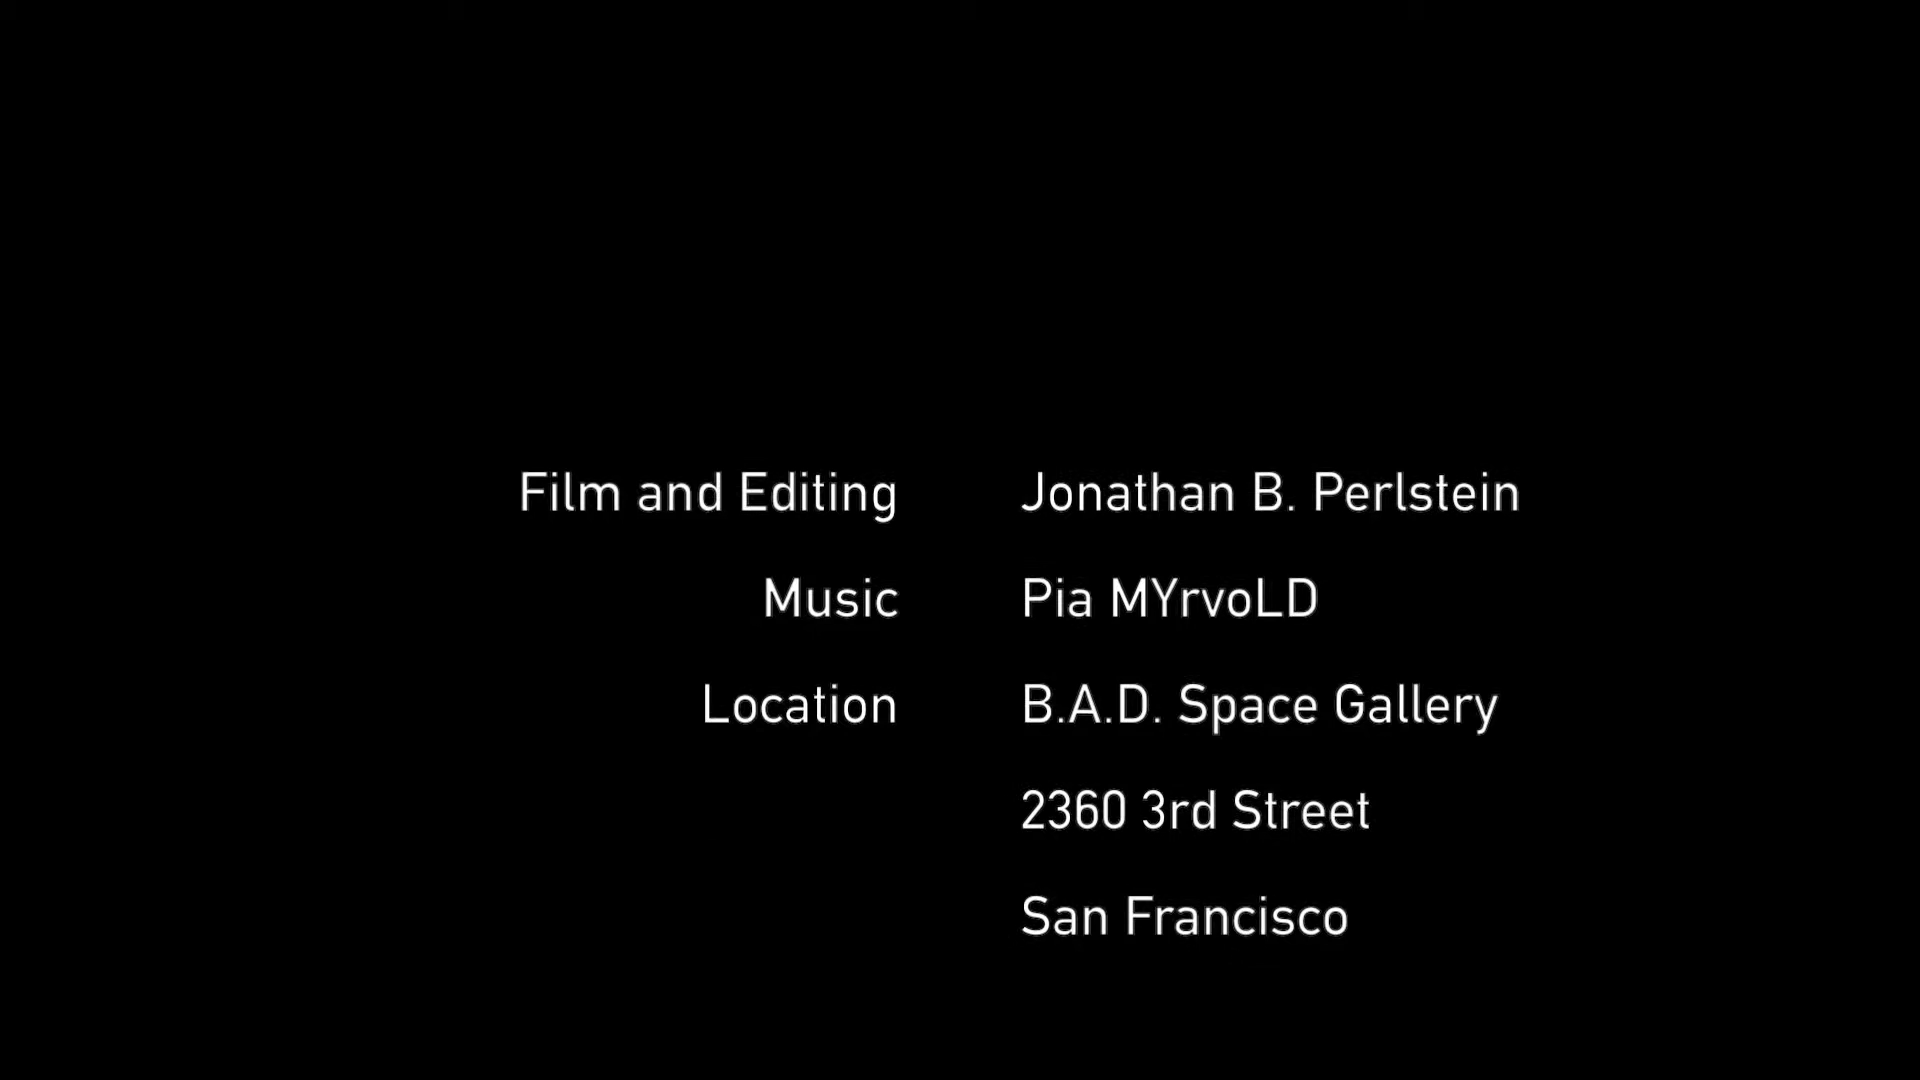 Film and Editing Jonathan B. Perlstein
Music Pia MYrvoLD
Location B.A.D. Space Gallery
2360 3rd Street
San Francisco